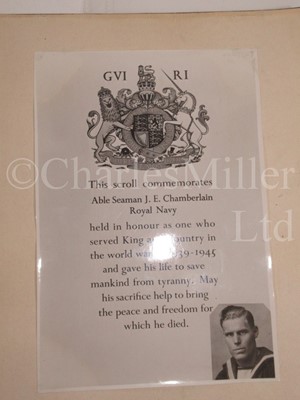 GVI RI
This scroll commemorates
Able Seaman J. E. Chamberlain
Royal Navy
held in honour as one who
served King and Country in
the world war of 1939-1945
and gave his life to save
mankind from tyranny. May
his sacrifice help to bring
the peace and freedom for
which he died.
©Charles Miller
Ltd